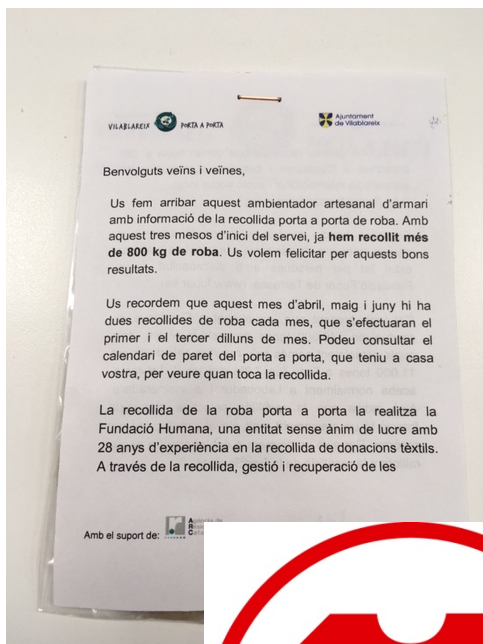 VILABLAREIX PORTA A PORTA
Ajuntament
de Vilablareix
Benvolguts veïns i veïnes,
Us fem arribar aquest ambientador artesanal d'armari
amb informació de la recollida porta a porta de roba. Amb
aquest tres mesos d'inici del servei, ja hem recollit més
de 800 kg de roba. Us volem felicitar per aquests bons
resultats.
Us recordem que aquest mes d'abril, maig i juny hi ha
dues recollides de roba cada mes, que s'efectuaran el
primer i el tercer dilluns de mes. Podeu consultar el
calendari de paret del porta a porta, que teniu a casa
vostra, per veure quan toca la recollida.
La recollida de la roba porta a porta la realitza la
Fundació Humana, una entitat sense ànim de lucre amb
28 anys d'experiència en la recollida de donacions tèxtils.
A través de la recollida, gestió i recuperació de les
Amb el suport de: